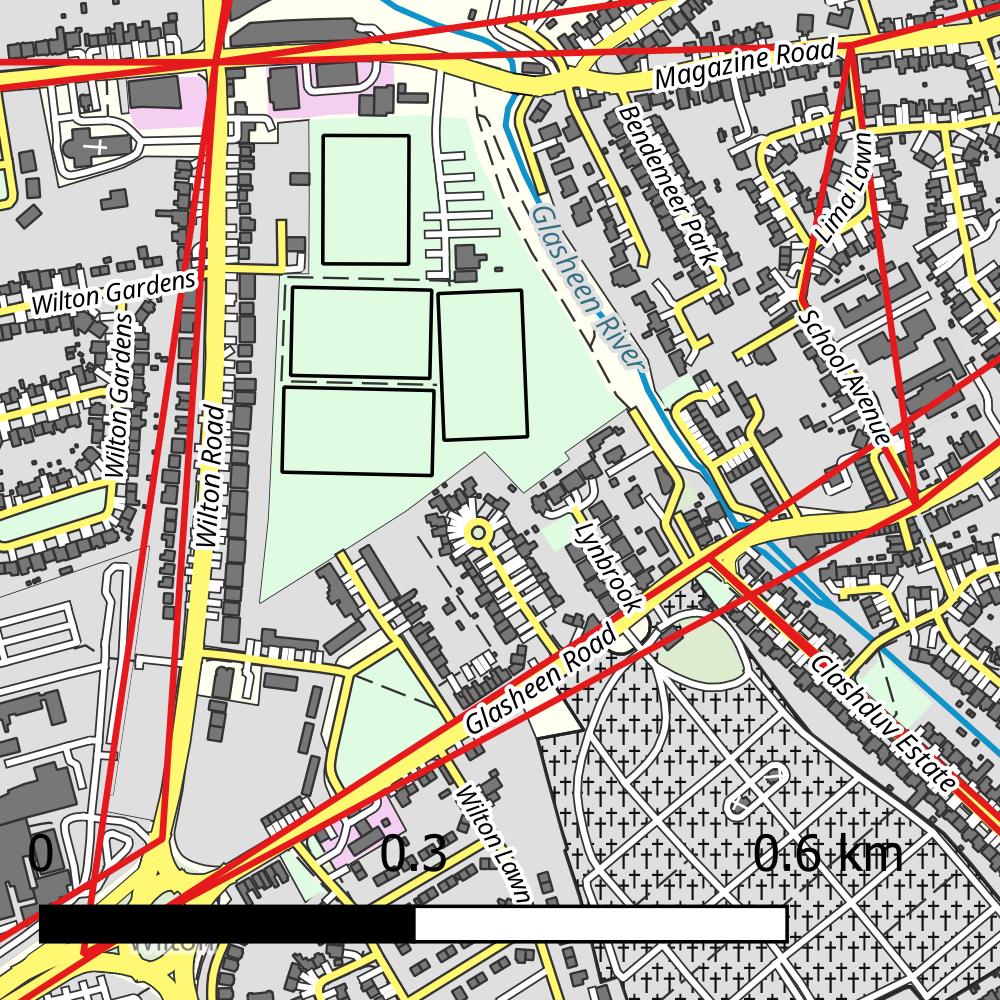 Magazine Road
Bendemeer Park
Lima Lawn
Glasheen River
Wilton Gardens
Wilton Gardens
School Avenue
Wilton Road
Lynbrook
Glasheen Road
Clashduv Estate
Wilton Lawn
0 0.3 0.6 km
Wilton